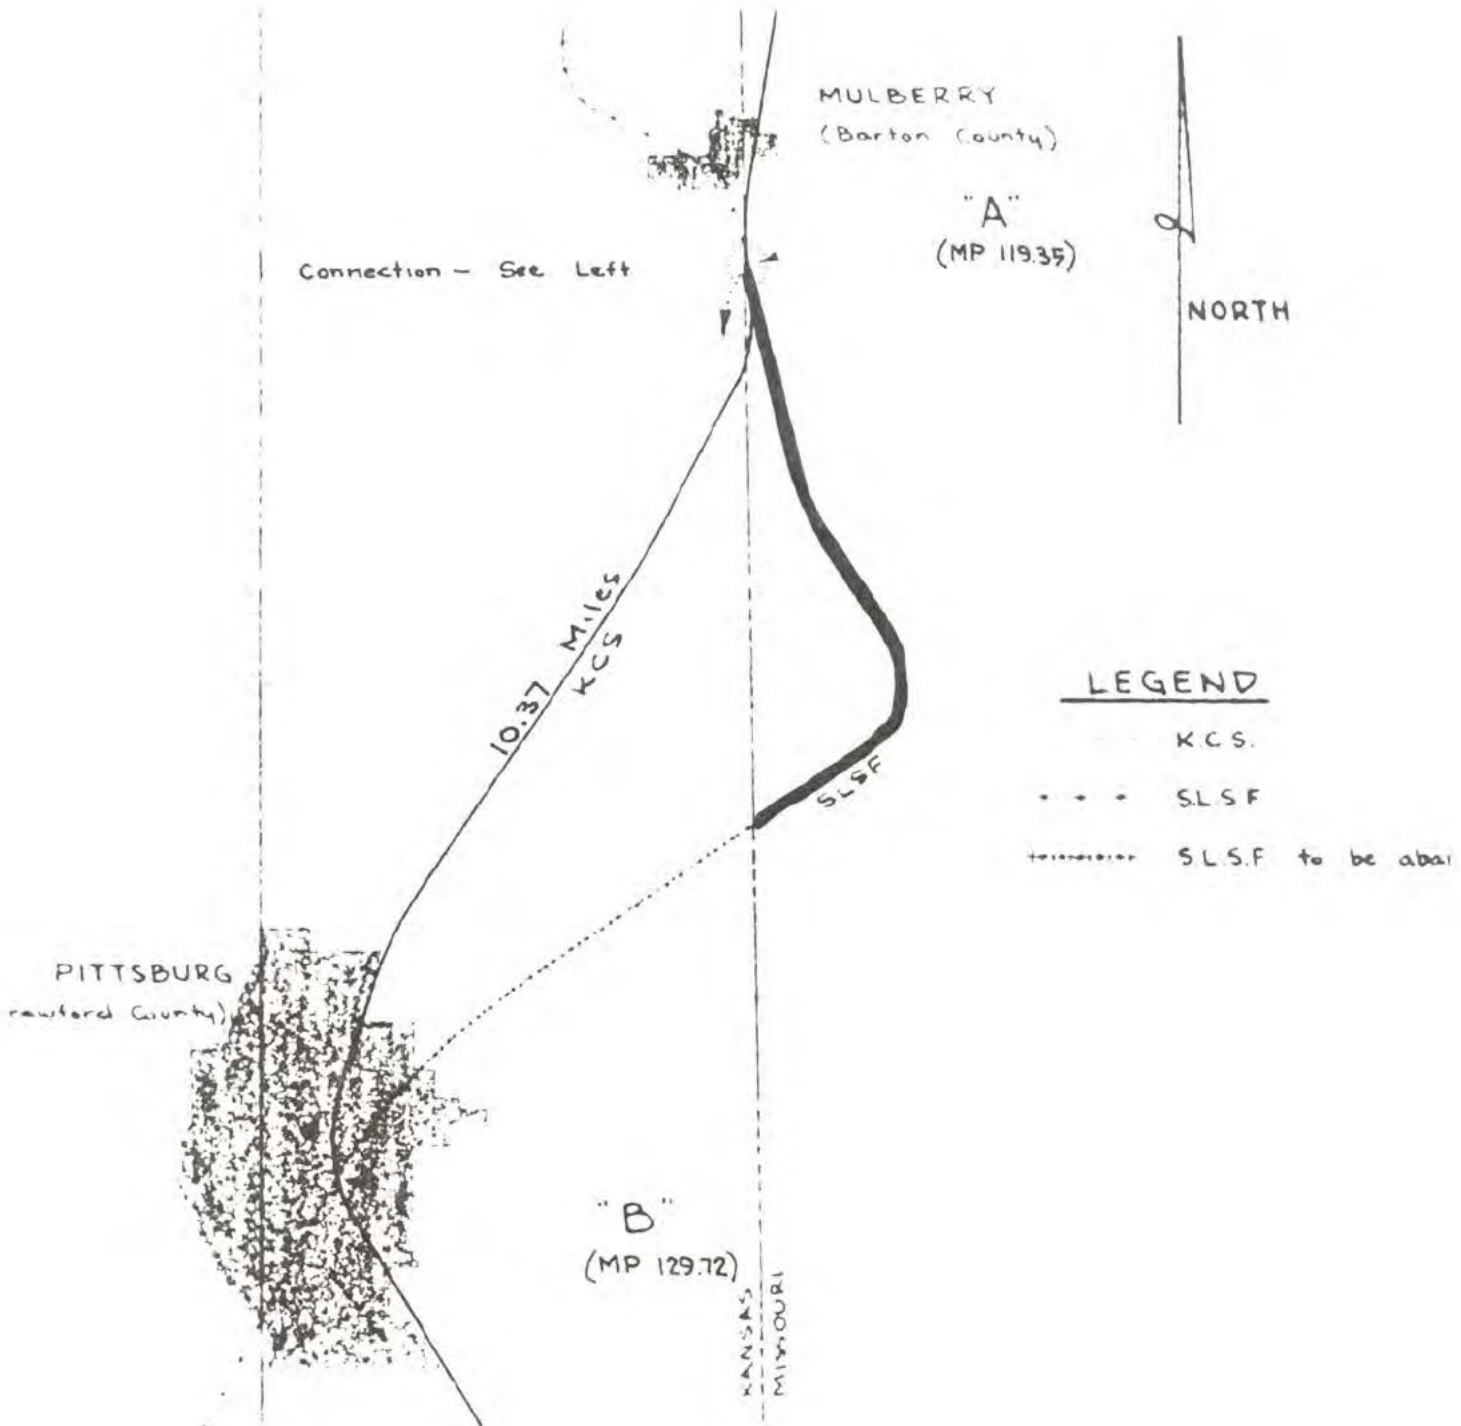 MULBERRY
(Barton County)
"A"
(MP 119.35)
Connection - See Left
NORTH
10.37 Miles
KCS
SLSF
LEGEND
K.C.S.
S.L.S.F
S.L.S.F to be abai
PITTSBURG
rawford County)
"B"
(MP 129.72)
KANSAS
MISSOURI